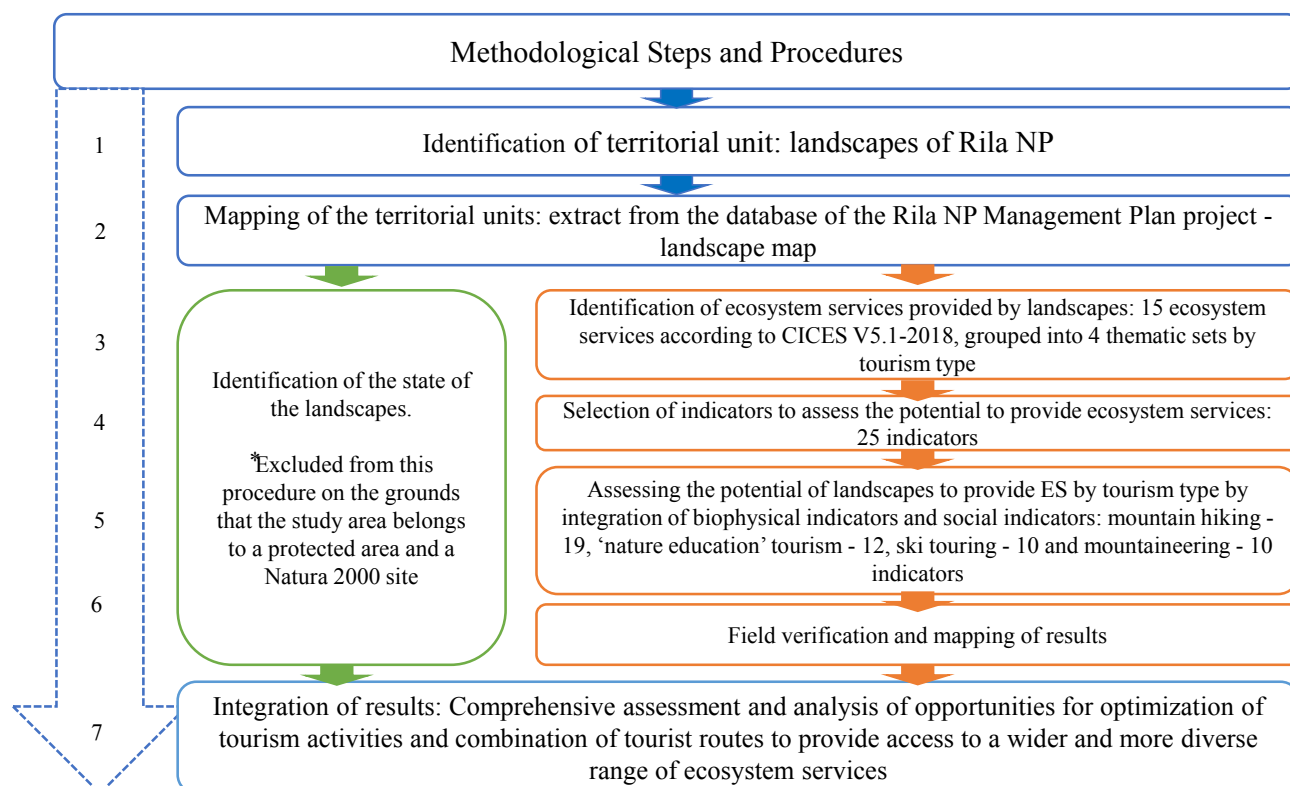 Methodological Steps and Procedures
1
Identification of territorial unit: landscapes of Rila NP
2
Mapping of the territorial units: extract from the database of the Rila NP Management Plan project -
landscape map
Identification of the state of
the landscapes.
*Excluded from this
procedure on the grounds
that the study area belongs
to a protected area and a
Natura 2000 site
3
Identification of ecosystem services provided by landscapes: 15 ecosystem
services according to CICES V5.1-2018, grouped into 4 thematic sets by
tourism type
4
Selection of indicators to assess the potential to provide ecosystem services:
25 indicators
5
Assessing the potential of landscapes to provide ES by tourism type by
integration of biophysical indicators and social indicators: mountain hiking -
19, ‘nature education’ tourism - 12, ski touring - 10 and mountaineering - 10
indicators
6
Field verification and mapping of results
7
Integration of results: Comprehensive assessment and analysis of opportunities for optimization of
tourism activities and combination of tourist routes to provide access to a wider and more diverse
range of ecosystem services